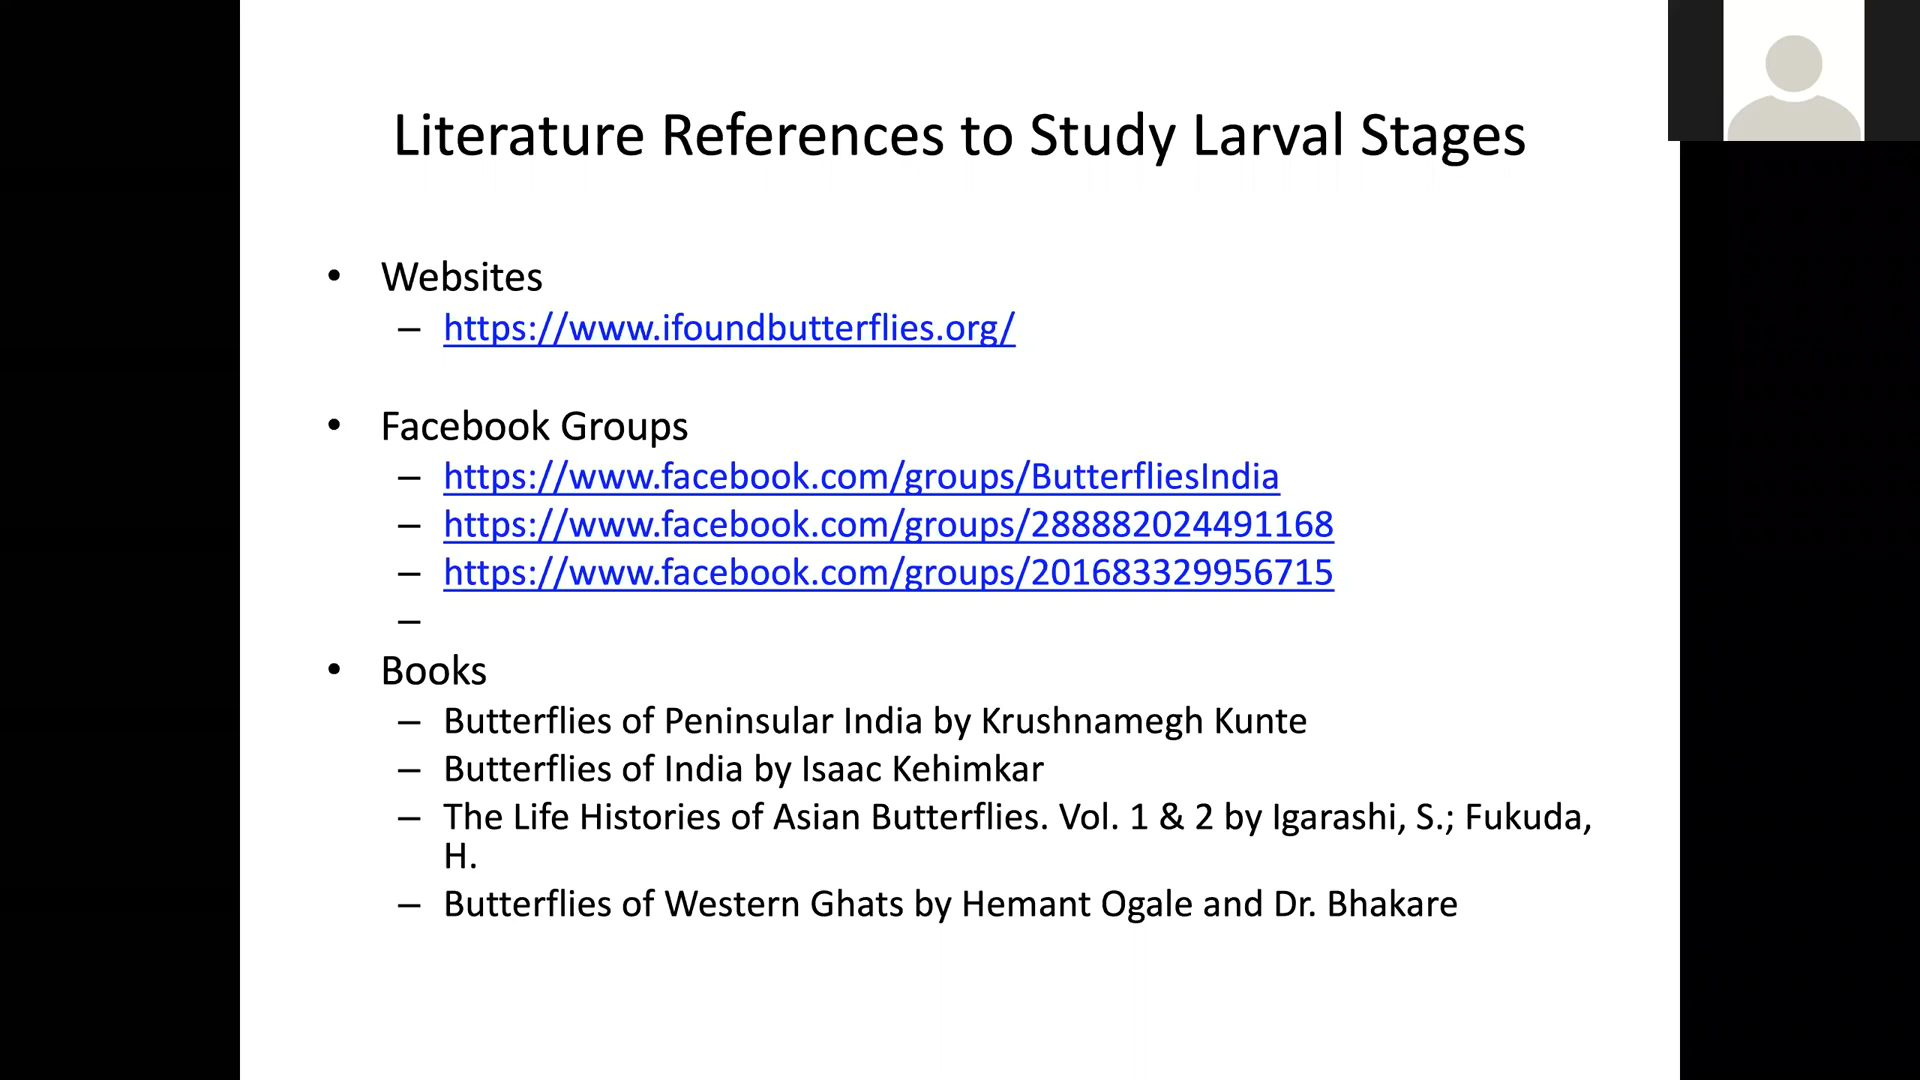 Literature References to Study Larval Stages
• Websites
– https://www.ifoundbutterflies.org/
• Facebook Groups
– https://www.facebook.com/groups/ButterfliesIndia
– https://www.facebook.com/groups/288882024491168
– https://www.facebook.com/groups/201683329956715
–
• Books
– Butterflies of Peninsular India by Krushnamegh Kunte
– Butterflies of India by Isaac Kehimkar
– The Life Histories of Asian Butterflies. Vol. 1 & 2 by Igarashi, S.; Fukuda,
H.
– Butterflies of Western Ghats by Hemant Ogale and Dr. Bhakare